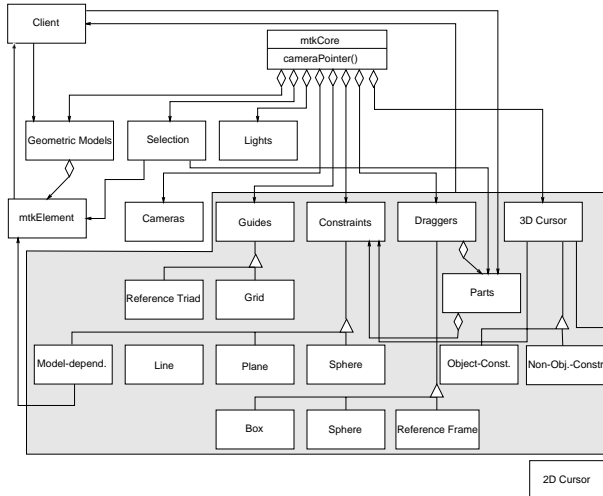 Client
mtkCore
cameraPointer()
Geometric Models
Selection
Lights
mtkElement
Cameras
Guides
Constraints
Draggers
3D Cursor
Reference Triad
Grid
Parts
Model-depend.
Line
Plane
Sphere
Object-Const.
Non-Obj.-Constr
Box
Sphere
Reference Frame
2D Cursor